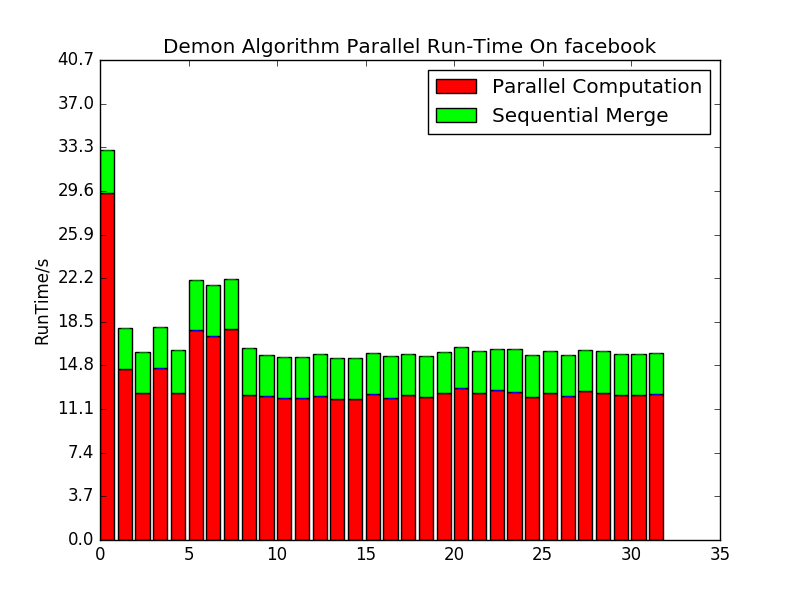 Demon Algorithm Parallel Run-Time On facebook
Parallel Computation
Sequential Merge
RunTime/s
40.7
37.0
33.3
29.6
25.9
22.2
18.5
14.8
11.1
7.4
3.7
0.0
0 5 10 15 20 25 30 35